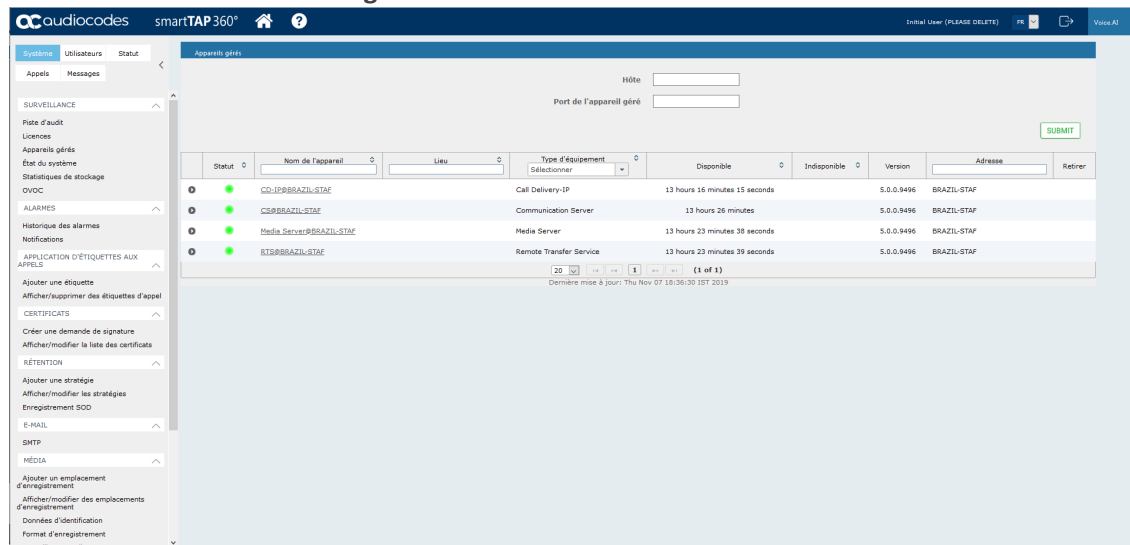 audiocodes smartTAP 360° Initial User (PLEASE DELETE) FR Voice.AI
Système Utilisateurs Statut
Appels Messages
SURVEILLANCE
Piste d'audit
Licences
Appareils gérés
État du système
Statistiques de stockage
OVOC
ALARMES
Historique des alarmes
Notifications
APPLICATION D'ÉTIQUETTES AUX
APPELS
Ajouter une étiquette
Afficher/supprimer des étiquettes d'appel
CERTIFICATS
Créer une demande de signature
Afficher/modifier la liste des certificats
RÉTENTION
Ajouter une stratégie
Afficher/modifier les stratégies
Enregistrement SOD
E-MAIL
SMTP
MÉDIA
Ajouter un emplacement
d'enregistrement
Afficher/modifier des emplacements
d'enregistrement
Données d'identification
Format d'enregistrement
Appareils gérés
Hôte
Port de l'appareil géré
SUBMIT
Statut Nom de l'appareil Lieu Type d'équipement Disponible Indisponible Version Adresse Retirer
Sélectionner
CD-IP@BRAZIL-STAF Call Delivery-IP 13 hours 16 minutes 15 seconds 5.0.0.9496 BRAZIL-STAF
CS@BRAZIL-STAF Communication Server 13 hours 26 minutes 5.0.0.9496 BRAZIL-STAF
Media Server@BRAZIL-STAF Media Server 13 hours 23 minutes 38 seconds 5.0.0.9496 BRAZIL-STAF
RTS@BRAZIL-STAF Remote Transfer Service 13 hours 23 minutes 39 seconds 5.0.0.9496 BRAZIL-STAF
20 1 (1 of 1)
Dernière mise à jour: Thu Nov 07 18:36:30 IST 2019